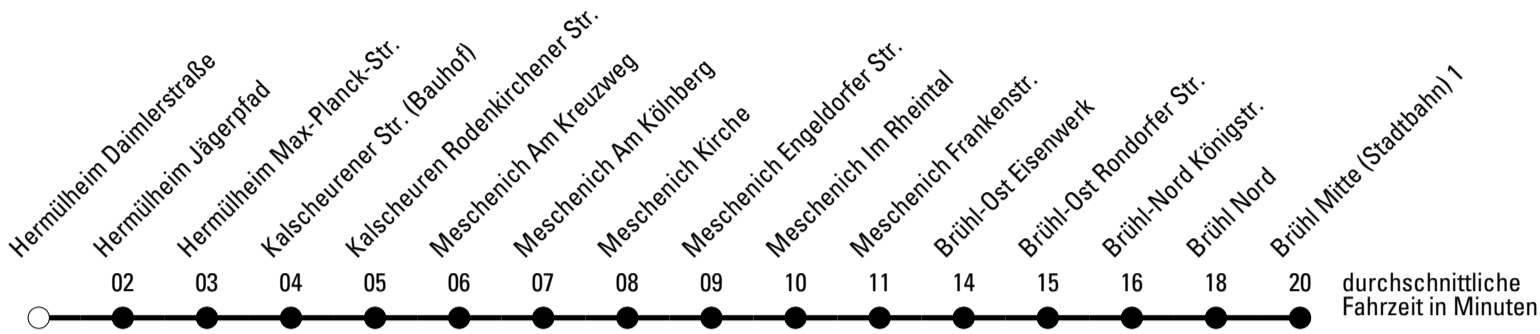 Hermülheim Daimlerstraße
Hermülheim Jägerpfad
Hermülheim Max-Planck-Str.
Kalscheurener Str. (Bauhof)
Kalscheuren Rodenkirchener Str.
Meschenich Am Kreuzweg
Meschenich Am Kölnberg
Meschenich Kirche
Meschenich Engeldorfer Str.
Meschenich Im Rheintal
Meschenich Frankenstr.
Brühl-Ost Eisenwerk
Brühl-Ost Rondorfer Str.
Brühl-Nord Königstr.
Brühl Nord
Brühl Mitte (Stadtbahn) 1
02 03 04 05 06 07 08 09 10 11 14 15 16 18 20
durchschnittliche
Fahrzeit in Minuten